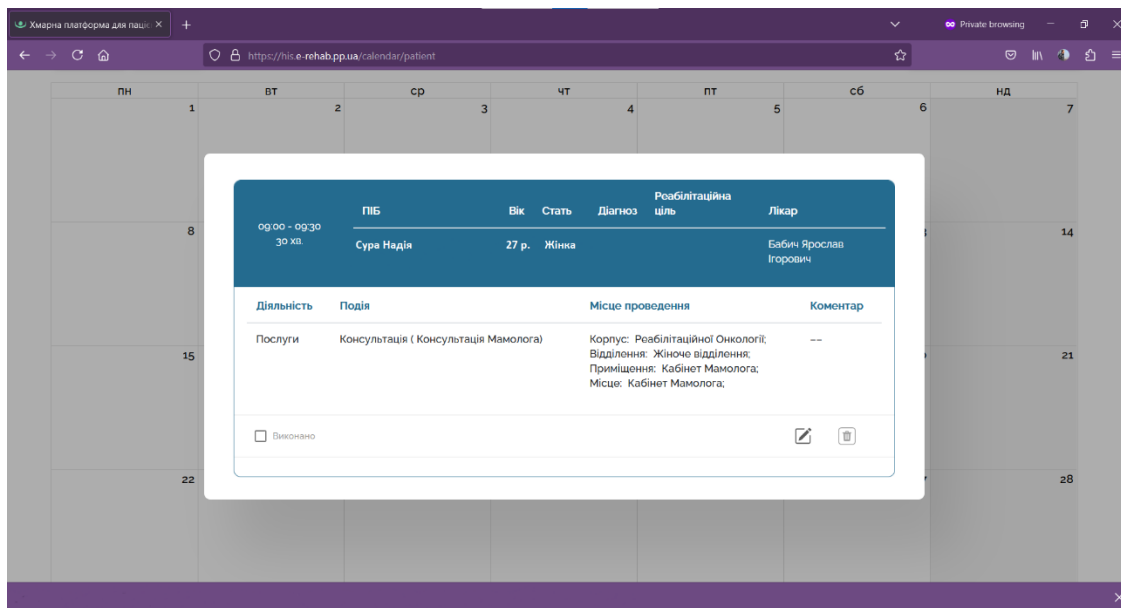 Хмарна платформа для паціє
Private browsing
https://his.e-rehab.pp.ua/calendar/patient
ПН ВТ СР ЧТ ПТ СБ НД
1 2 3 4 5 6 7
Реабілітаційна
ПІБ Вік Стать Діагноз ціль Лікар
09:00 - 09:30
30 хв.
8 Сура Надія 27 р. Жінка Бабич Ярослав 14
Ігорович
Діяльність Подія Місце проведення Коментар
Послуги Консультація ( Консультація Мамолога) Корпус: Реабілітаційної Онкології; --
15 Відділення: Жіноче відділення; 21
Приміщення: Кабінет Мамолога;
Місце: Кабінет Мамолога;
Виконано
22 28